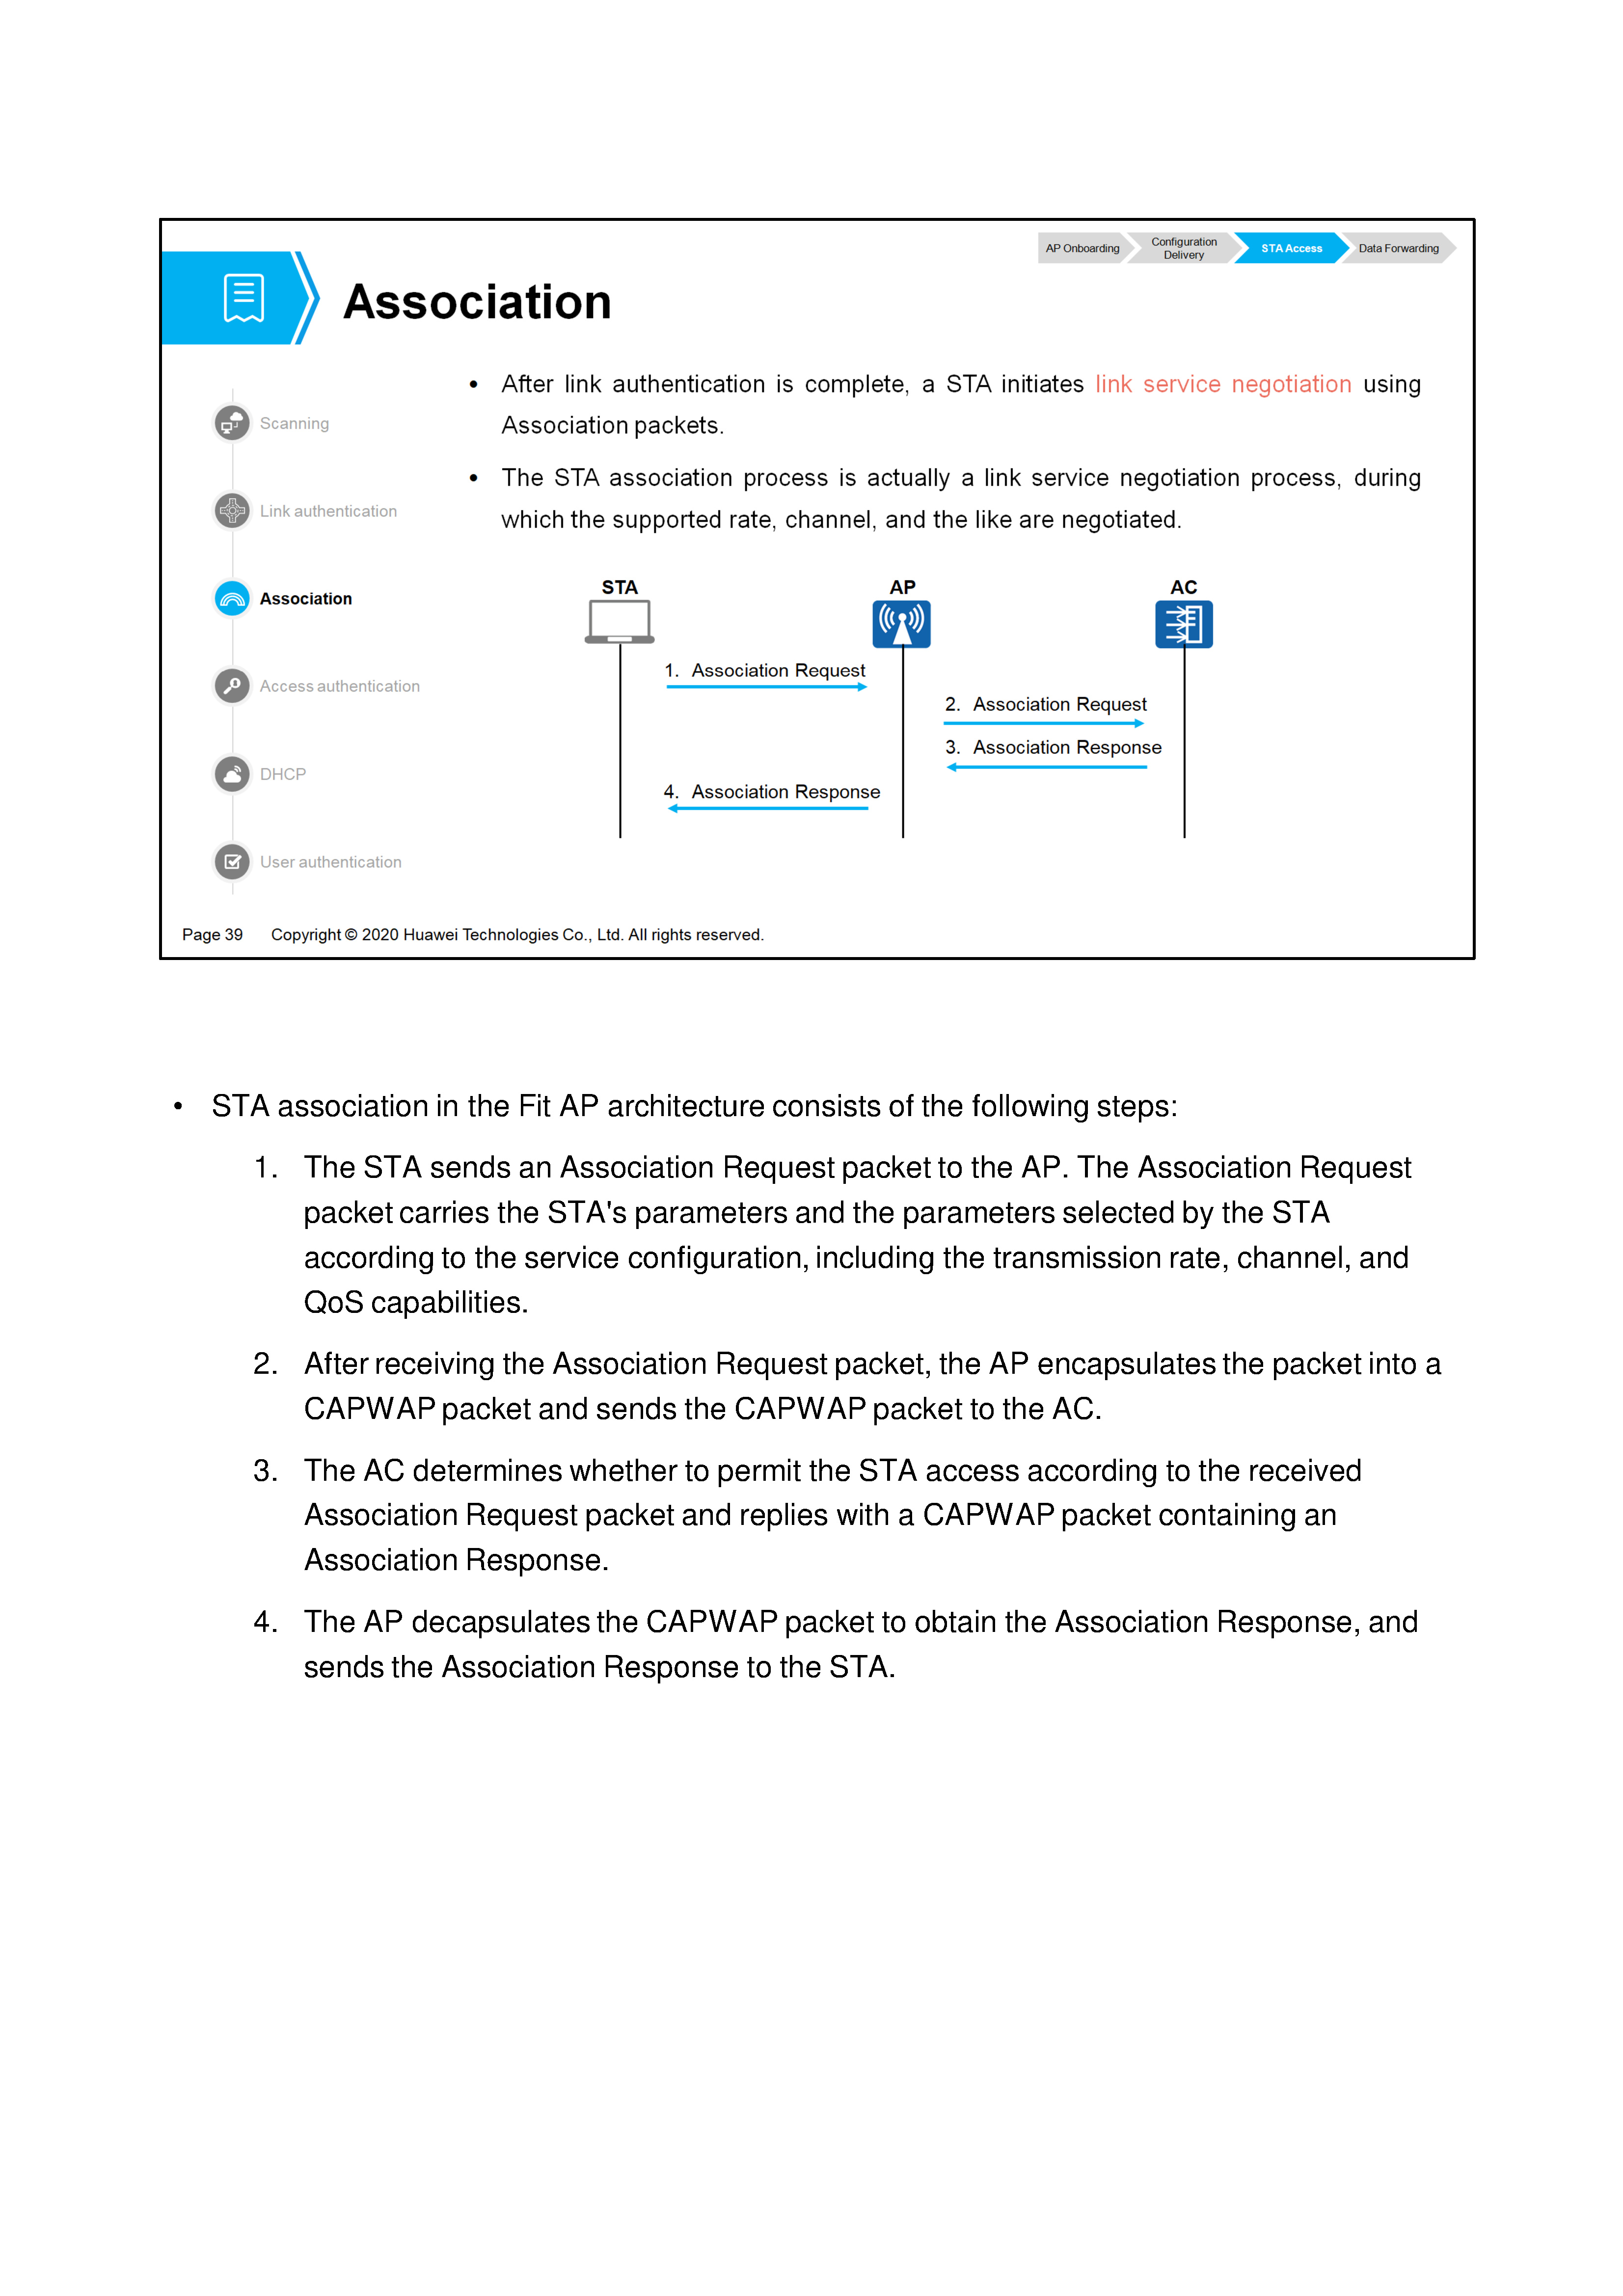 AP Onboarding
Configuration
Delivery
STA Access
Data Forwarding
Association
• After link authentication is complete, a STA initiates link service negotiation using
Association packets.
• The STA association process is actually a link service negotiation process, during
which the supported rate, channel, and the like are negotiated.
Scanning
Link authentication
Association
Access authentication
DHCP
User authentication
STA
AP
AC
1. Association Request
2. Association Request
3. Association Response
4. Association Response
Page 39 Copyright © 2020 Huawei Technologies Co., Ltd. All rights reserved.
• STA association in the Fit AP architecture consists of the following steps:
1. The STA sends an Association Request packet to the AP. The Association Request
packet carries the STA's parameters and the parameters selected by the STA
according to the service configuration, including the transmission rate, channel, and
QoS capabilities.
2. After receiving the Association Request packet, the AP encapsulates the packet into a
CAPWAP packet and sends the CAPWAP packet to the AC.
3. The AC determines whether to permit the STA access according to the received
Association Request packet and replies with a CAPWAP packet containing an
Association Response.
4. The AP decapsulates the CAPWAP packet to obtain the Association Response, and
sends the Association Response to the STA.